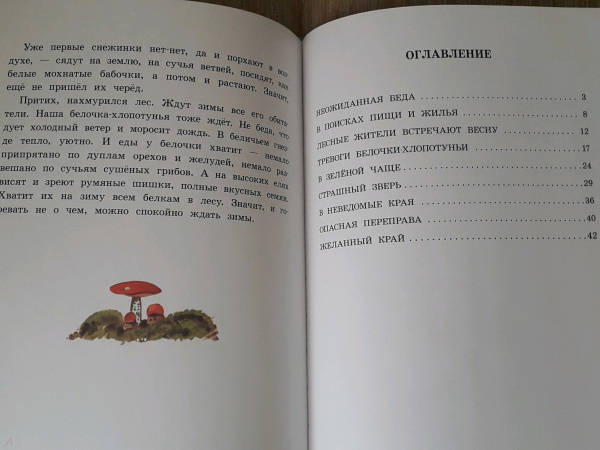 Уже первые снежинки нет-нет, да и порхают в воз-
духе, — сядут на землю, на сучья ветвей, посидят, как
белые мохнатые бабочки, а потом и растают. Значит,
ещё не пришёл их черёд.
Притих, нахмурился лес. Ждут зимы все его обита-
тели. Наша белочка-хлопотунья тоже ждёт. Не беда, что
дует холодный ветер и моросит дождь. В беличьем гнез-
де тепло, уютно. И еды у белочки хватит — немало
припрятано по дуплам орехов и желудей, немало раз-
вешано по сучьям сушёных грибов. А на высоких елях
висят и зреют румяные шишки, полные вкусных семян.
Хватит их на зиму всем белкам в лесу. Значит, и го-
ревать не о чем, можно спокойно ждать зимы.
ОГЛАВЛЕНИЕ
НЕОЖИДАННАЯ БЕДА 3
В ПОИСКАХ ПИЩИ И ЖИЛЬЯ 8
ЛЕСНЫЕ ЖИТЕЛИ ВСТРЕЧАЮТ ВЕСНУ 12
ТРЕВОГИ БЕЛОЧКИ-ХЛОПОТУНЬИ 17
В ЗЕЛЁНОЙ ЧАЩЕ 24
СТРАШНЫЙ ЗВЕРЬ 29
В НЕВЕДОМЫЕ КРАЯ 36
ОПАСНАЯ ПЕРЕПРАВА 40
ЖЕЛАННЫЙ КРАЙ 42